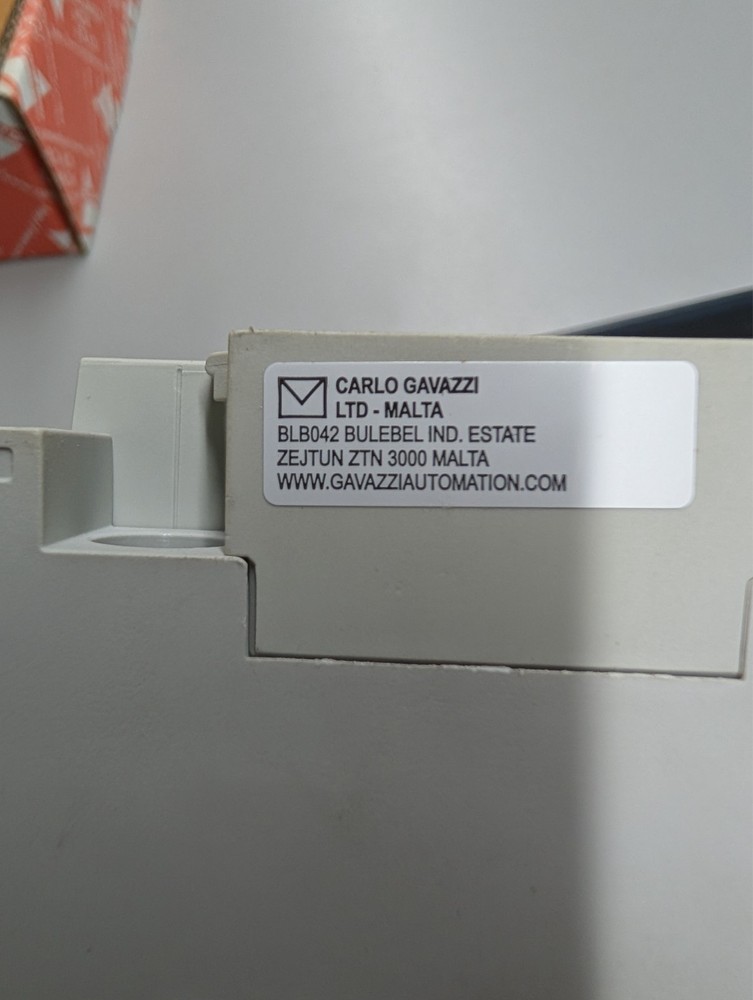 CARLO GAVAZZI
LTD - MALTA
BLB042 BULEBEL IND. ESTATE
ZEJTUN ZTN 3000 MALTA
WWW.GAVAZZIAUTOMATION.COM